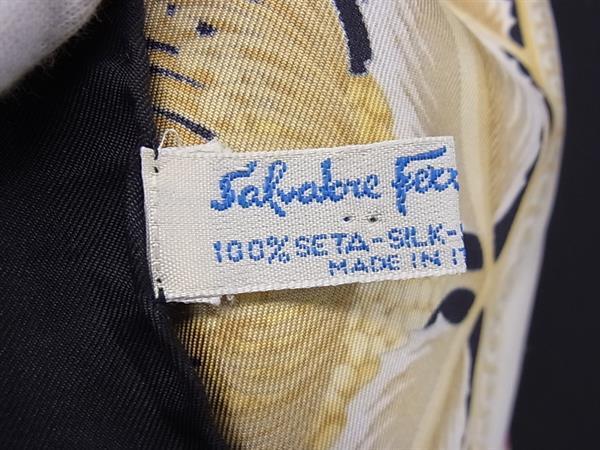 Salvatore Fer
100% SETA-SILK-
MADE IN IT